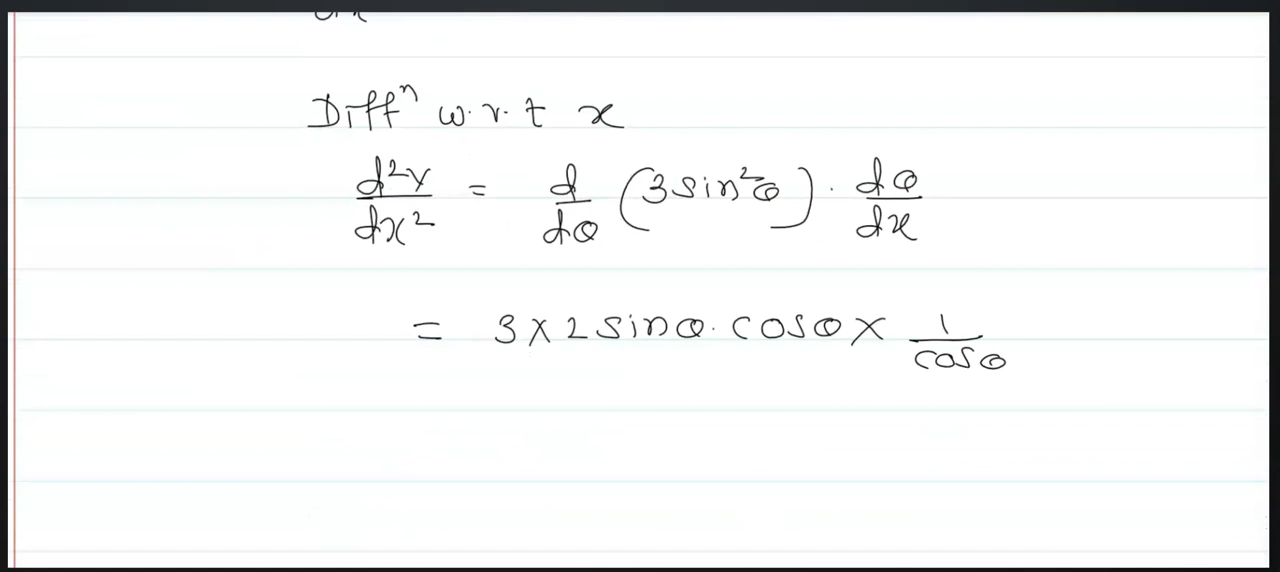 Diffⁿ w.r.t x
d²y/dx² = d/dθ (3sin²θ) · dθ/dx
= 3×2sinθ.cosθ× 1/cosθ